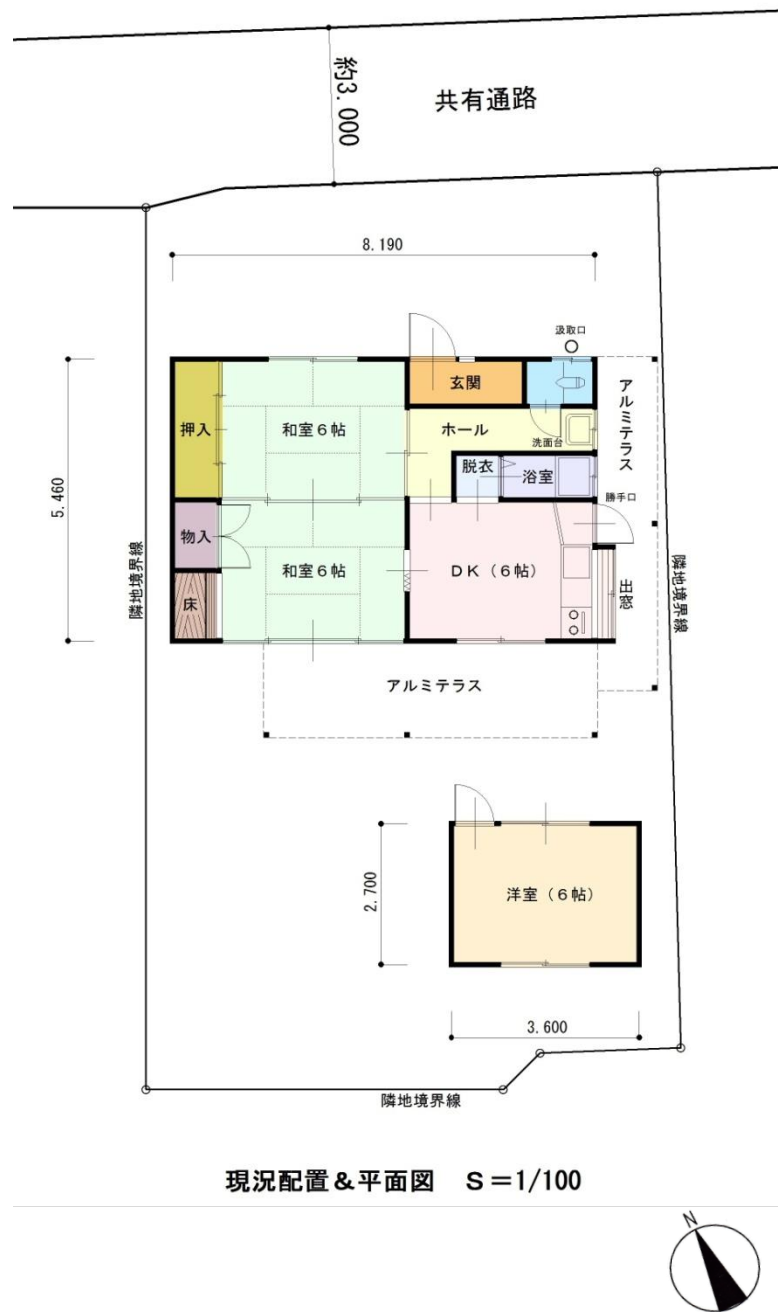 約3.000
共有通路
8.190
汲取口
玄関
アルミテラス
押入
和室６帖
ホール
洗面台
脱衣
浴室
5.460
勝手口
物入
和室６帖
ＤＫ（６帖）
床
出窓
隣地境界線
隣地境界線
アルミテラス
2.700
洋室（６帖）
3.600
隣地境界線
現況配置＆平面図　Ｓ＝1/100
N